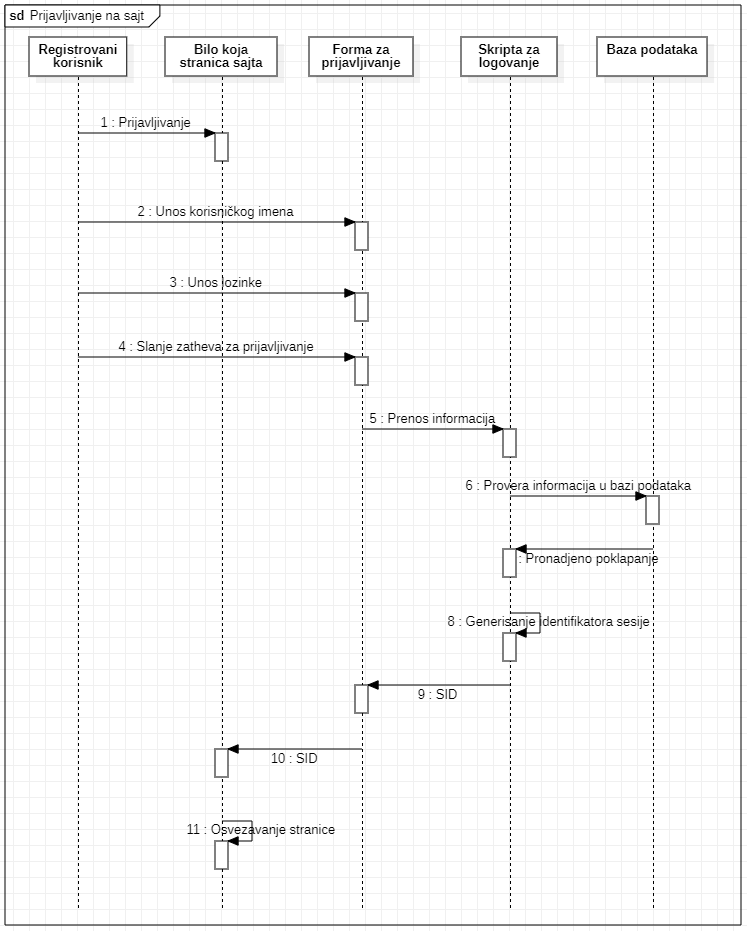 sd Prijavljivanje na sajt
Registrovani
korisnik
Bilo koja
stranica sajta
Forma za
prijavljivanje
Skripta za
logovanje
Baza podataka
1 : Prijavljivanje
2 : Unos korisničkog imena
3 : Unos lozinke
4 : Slanje zatheva za prijavljivanje
5 : Prenos informacija
6 : Provera informacija u bazi podataka
: Pronadjeno poklapanje
8 : Generisanje identifikatora sesije
9 : SID
10 : SID
11 : Osvezavanje stranice